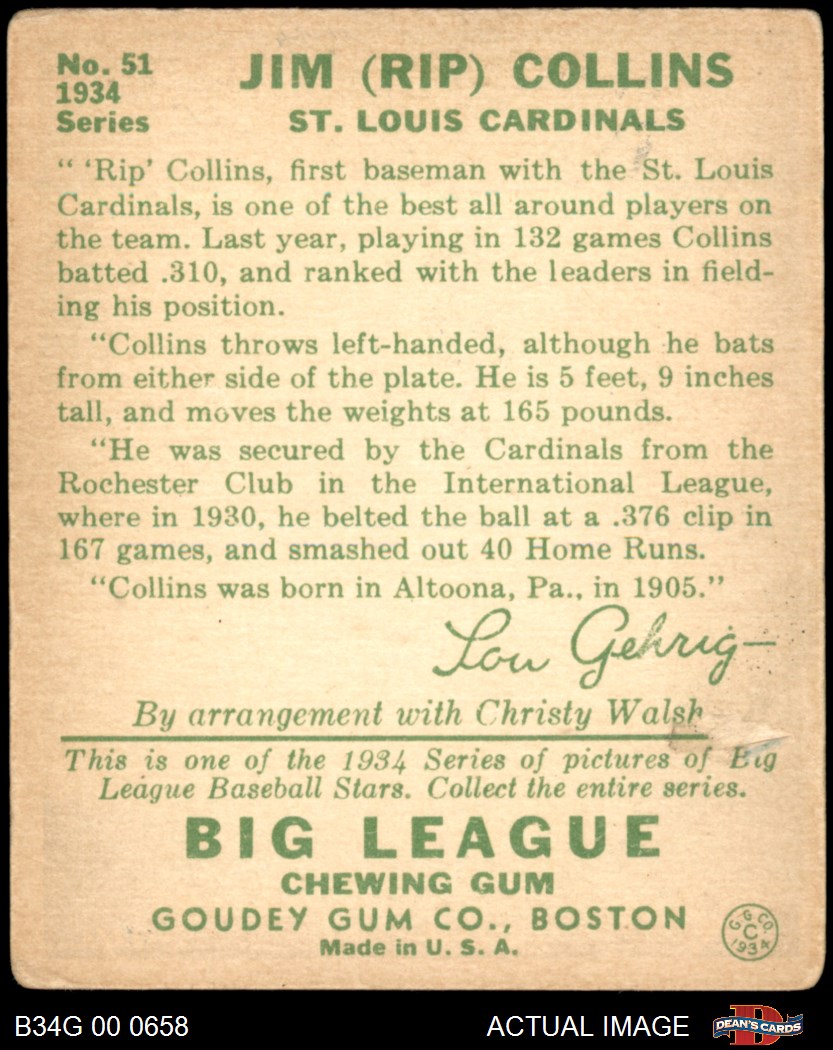 No. 51
1934
Series
JIM (RIP) COLLINS
ST. LOUIS CARDINALS
" 'Rip' Collins, first baseman with the St. Louis
Cardinals, is one of the best all around players on
the team. Last year, playing in 132 games Collins
batted .310, and ranked with the leaders in field-
ing his position.
"Collins throws left-handed, although he bats
from either side of the plate. He is 5 feet, 9 inches
tall, and moves the weights at 165 pounds.
"He was secured by the Cardinals from the
Rochester Club in the International League,
where in 1930, he belted the ball at a .376 clip in
167 games, and smashed out 40 Home Runs.
"Collins was born in Altoona, Pa., in 1905."
Lou Gehrig
By arrangement with Christy Walsh
This is one of the 1934 Series of pictures of Big
League Baseball Stars. Collect the entire series.
BIG LEAGUE
CHEWING GUM
GOUDEY GUM CO., BOSTON
Made in U. S. A.
G. G. CO.
C
1934
B34G 00 0658
ACTUAL IMAGE
D
DEAN'S CARDS